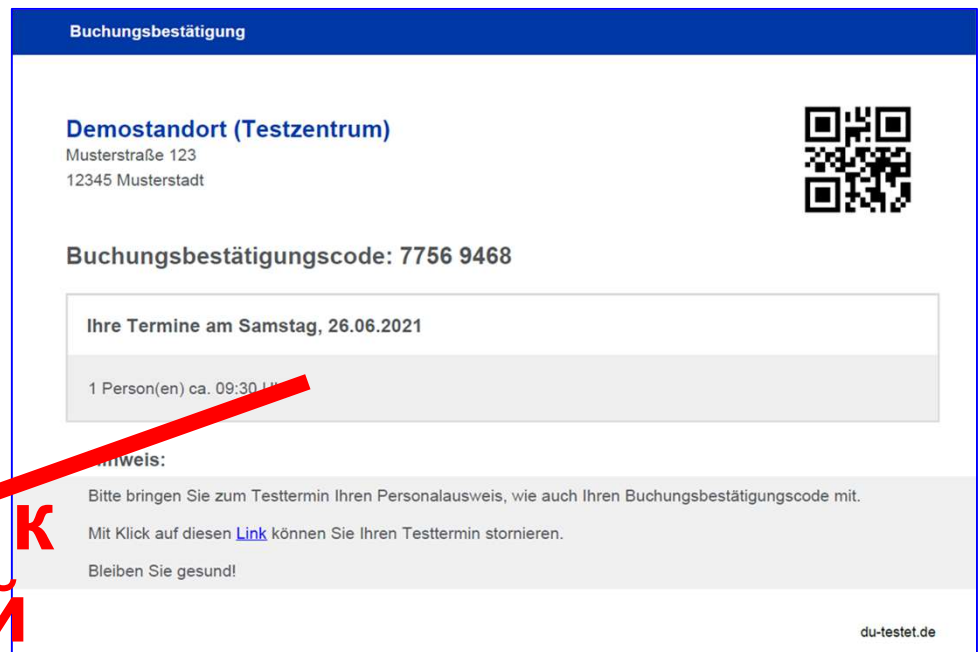 Buchungsbestätigung
Demostandort (Testzentrum)
Musterstraße 123
12345 Musterstadt
Buchungsbestätigungscode: 7756 9468
Ihre Termine am Samstag, 26.06.2021
1 Person(en) ca. 09:30
Bitte bringen Sie zum Testtermin Ihren Personalausweis, wie auch Ihren Buchungsbestätigungscode mit.
Mit Klick auf diesen Link können Sie Ihren Testtermin stornieren.
Bleiben Sie gesund!
к
й
du-testet.de